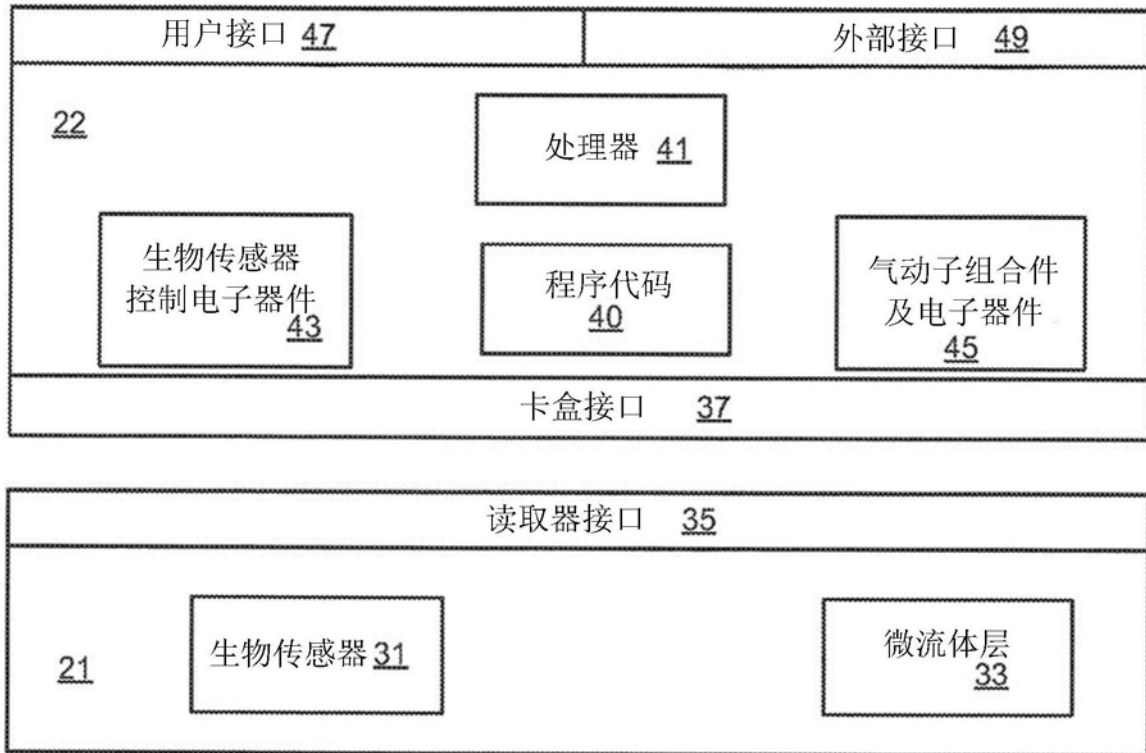 用户接口 47
外部接口 49
22
处理器 41
生物传感器
控制电子器件
43
程序代码
40
气动子组合件
及电子器件
45
卡盒接口 37
读取器接口 35
21
生物传感器 31
微流体层
33